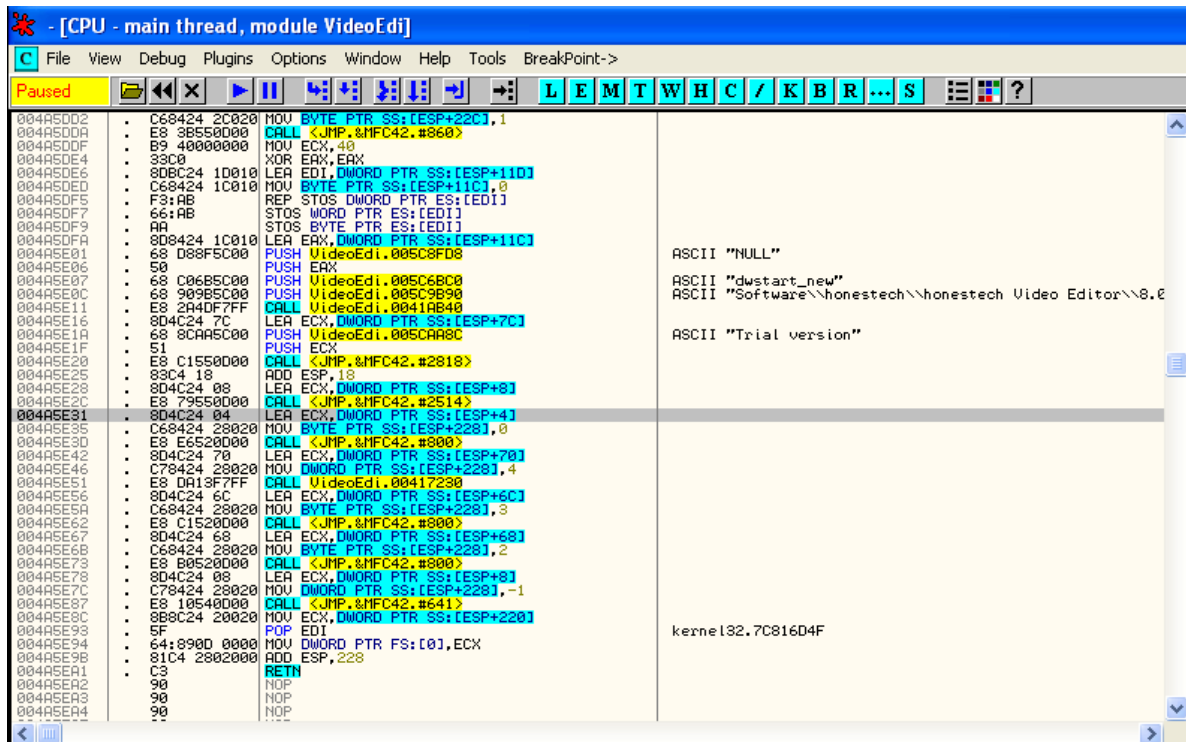 - [CPU - main thread, module VideoEdi]
C File View Debug Plugins Options Window Help Tools BreakPoint->
Paused L E M T W H C / K B R ... S ?
004A5DD2 . C68424 2C020 MOV BYTE PTR SS:[ESP+22C],1
004A5DDA . E8 3B550D00 CALL <JMP.&MFC42.#860>
004A5DDF . B9 40000000 MOV ECX,40
004A5DE4 . 33C0 XOR EAX,EAX
004A5DE6 . 8DBC24 1D010 LEA EDI,DWORD PTR SS:[ESP+11D]
004A5DED . C68424 1C010 MOV BYTE PTR SS:[ESP+11C],0
004A5DF5 . F3:AB REP STOS DWORD PTR ES:[EDI]
004A5DF7 . 66:AB STOS WORD PTR ES:[EDI]
004A5DF9 . AA STOS BYTE PTR ES:[EDI]
004A5DFA . 8D8424 1C010 LEA EAX,DWORD PTR SS:[ESP+11C]
004A5E01 . 68 D88F5C00 PUSH VideoEdi.005C8FD8 ASCII "NULL"
004A5E06 . 50 PUSH EAX
004A5E07 . 68 C06B5C00 PUSH VideoEdi.005C6BC0 ASCII "dwstart_new"
004A5E0C . 68 909B5C00 PUSH VideoEdi.005C9B90 ASCII "Software\\honestech\\honestech Video Editor\\8.0
004A5E11 . E8 2A4DF7FF CALL VideoEdi.0041AB40
004A5E16 . 8D4C24 7C LEA ECX,DWORD PTR SS:[ESP+7C]
004A5E1A . 68 8CAA5C00 PUSH VideoEdi.005CAA8C ASCII "Trial version"
004A5E1F . 51 PUSH ECX
004A5E20 . E8 C1550D00 CALL <JMP.&MFC42.#2818>
004A5E25 . 83C4 18 ADD ESP,18
004A5E28 . 8D4C24 08 LEA ECX,DWORD PTR SS:[ESP+8]
004A5E2C . E8 79550D00 CALL <JMP.&MFC42.#2514>
004A5E31 . 8D4C24 04 LEA ECX,DWORD PTR SS:[ESP+4]
004A5E35 . C68424 28020 MOV BYTE PTR SS:[ESP+228],0
004A5E3D . E8 E6520D00 CALL <JMP.&MFC42.#800>
004A5E42 . 8D4C24 70 LEA ECX,DWORD PTR SS:[ESP+70]
004A5E46 . C78424 28020 MOV DWORD PTR SS:[ESP+228],4
004A5E51 . E8 DA13F7FF CALL VideoEdi.00417230
004A5E56 . 8D4C24 6C LEA ECX,DWORD PTR SS:[ESP+6C]
004A5E5A . C68424 28020 MOV BYTE PTR SS:[ESP+228],3
004A5E62 . E8 C1520D00 CALL <JMP.&MFC42.#800>
004A5E67 . 8D4C24 68 LEA ECX,DWORD PTR SS:[ESP+68]
004A5E6B . C68424 28020 MOV BYTE PTR SS:[ESP+228],2
004A5E73 . E8 B0520D00 CALL <JMP.&MFC42.#800>
004A5E78 . 8D4C24 08 LEA ECX,DWORD PTR SS:[ESP+8]
004A5E7C . C78424 28020 MOV DWORD PTR SS:[ESP+228],-1
004A5E87 . E8 10540D00 CALL <JMP.&MFC42.#641>
004A5E8C . 8B8C24 20020 MOV ECX,DWORD PTR SS:[ESP+220]
004A5E93 . 5F POP EDI kernel32.7C816D4F
004A5E94 . 64:890D 0000 MOV DWORD PTR FS:[0],ECX
004A5E9B . 81C4 2802000 ADD ESP,228
004A5EA1 . C3 RETN
004A5EA2 90 NOP
004A5EA3 90 NOP
004A5EA4 90 NOP